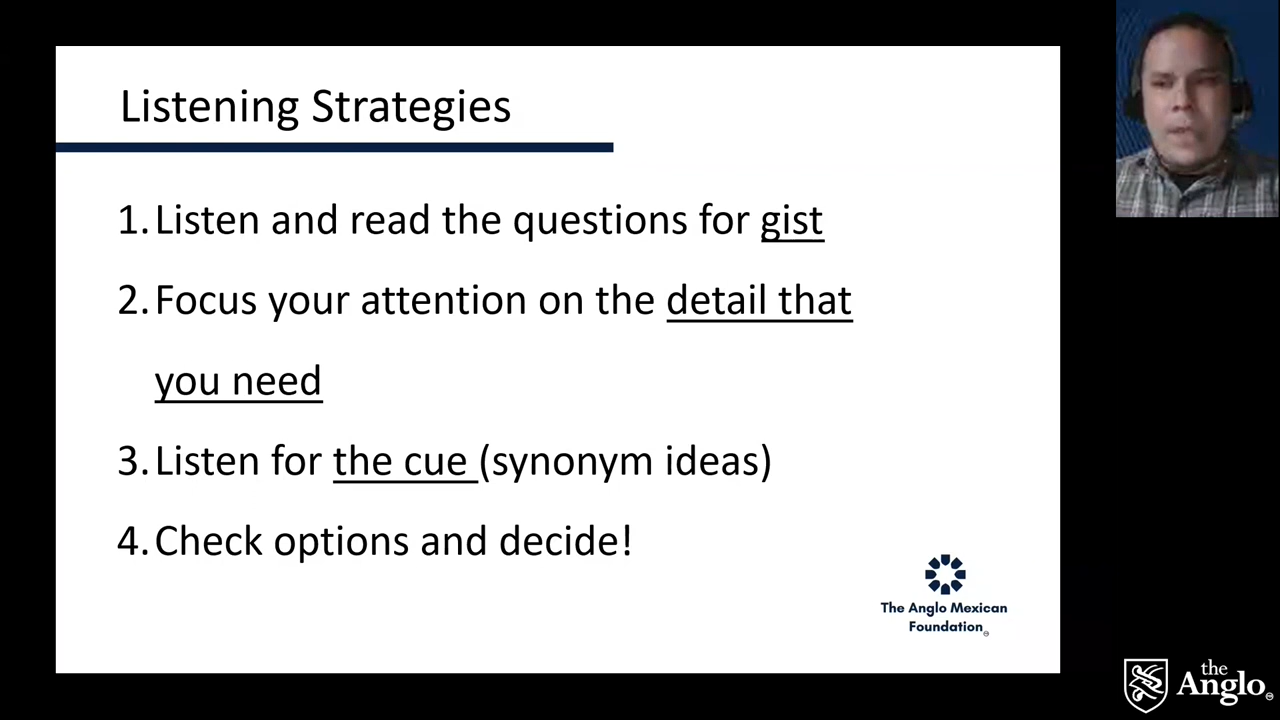 Listening Strategies
1. Listen and read the questions for gist
2. Focus your attention on the detail that
you need
3. Listen for the cue (synonym ideas)
4. Check options and decide!
The Anglo Mexican
Foundation
the
Anglo